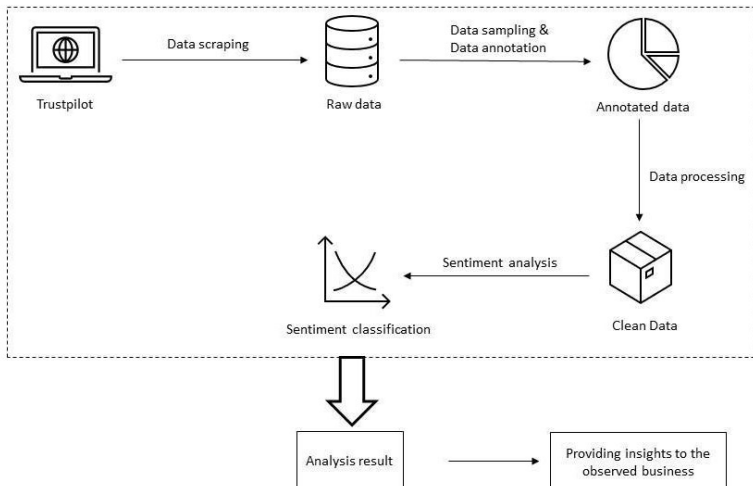 Data scraping
Data sampling &
Data annotation
Trustpilot
Raw data
Annotated data
Data processing
Sentiment analysis
Sentiment classification
Clean Data
Analysis result
Providing insights to the
observed business